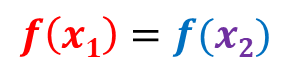 f(x₁) = f(x₂)